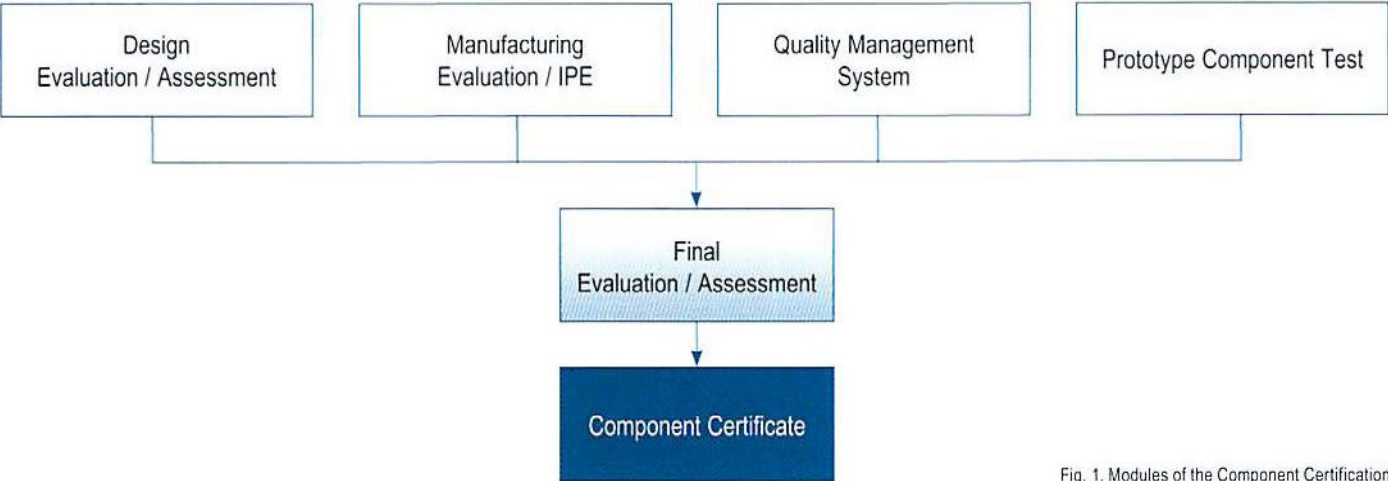 Design
Evaluation / Assessment
Manufacturing
Evaluation / IPE
Quality Management
System
Prototype Component Test
Final
Evaluation / Assessment
Component Certificate
Fig. 1. Modules of the Component Certification